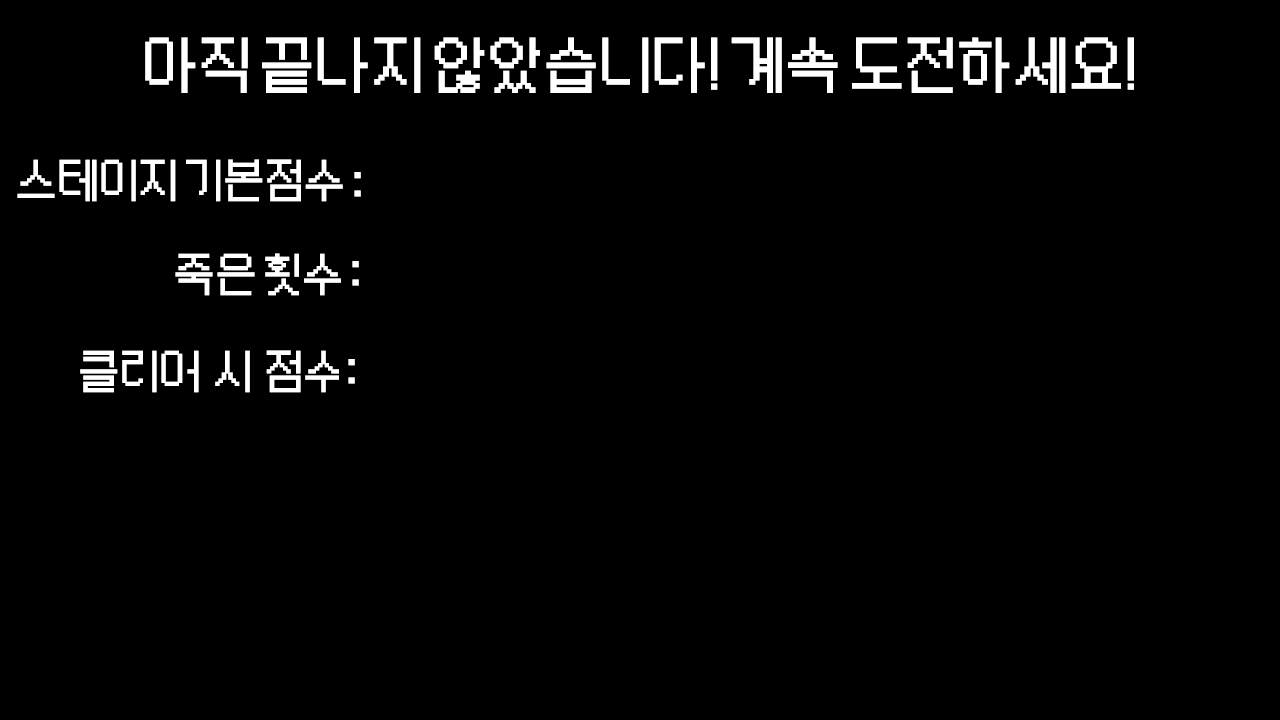 아직 끝나지 않았습니다! 계속 도전하세요!
스테이지 기본점수 :
죽은 횟수 :
클리어 시 점수: